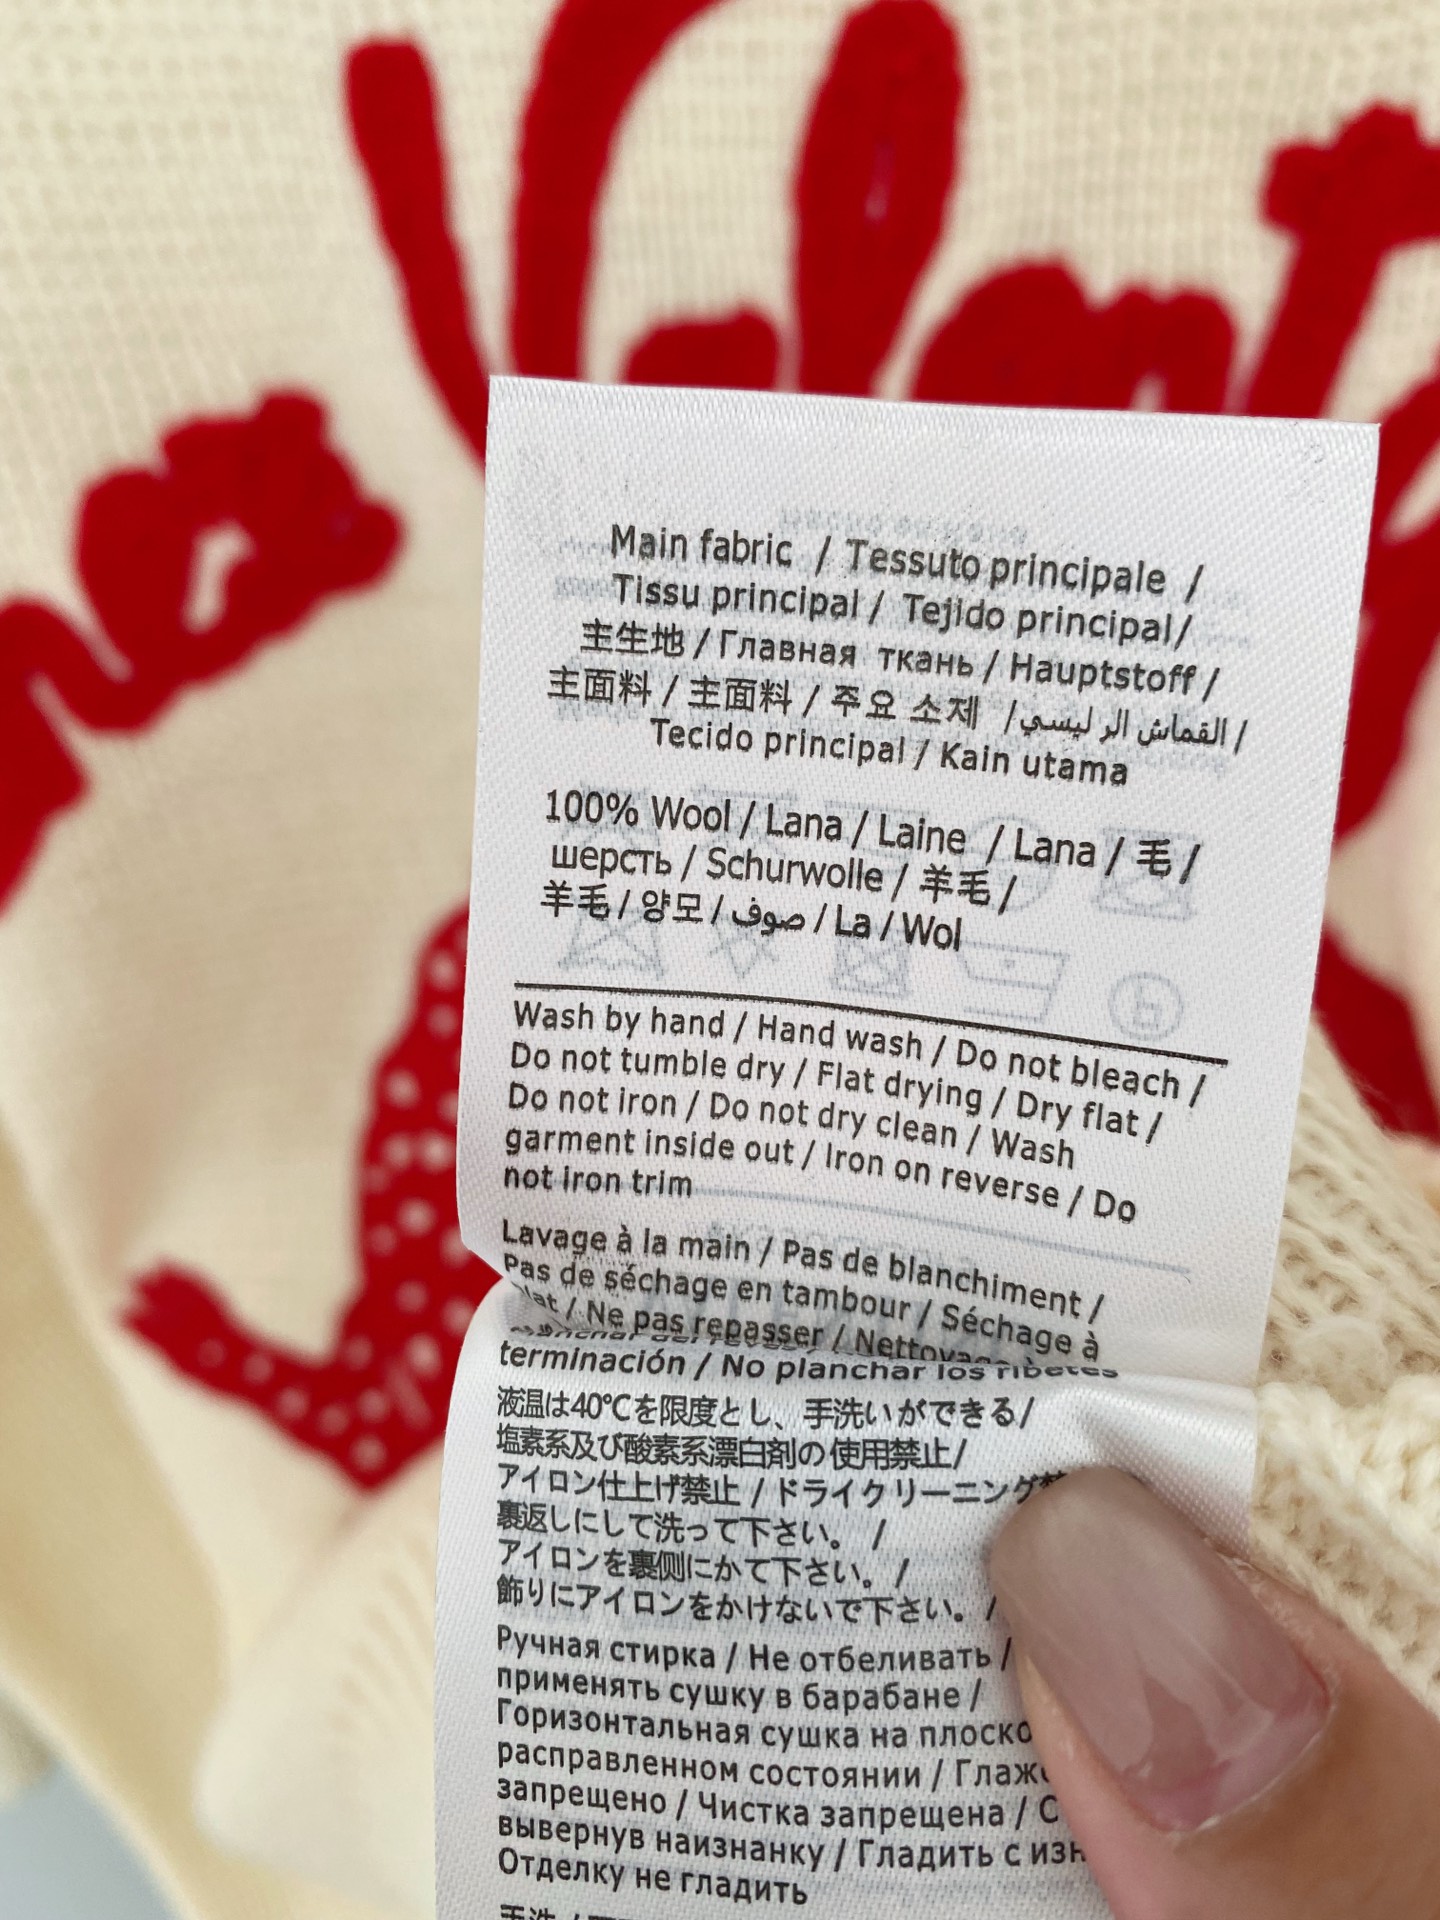 Main fabric / Tessuto principale /
Tissu principal / Tejido principal/
主生地 / Главная ткань / Hauptstoff /
主面料 / 主面料 / 주요 소제 /القماش الر ليسي /
Tecido principal / Kain utama
100% Wool / Lana / Laine / Lana / 毛 /
шерсть / Schurwolle / 羊毛 /
羊毛 / 양모 / صوف / La / Wol
Wash by hand / Hand wash / Do not bleach /
Do not tumble dry / Flat drying / Dry flat /
Do not iron / Do not dry clean / Wash
garment inside out / Iron on reverse / Do
not iron trim
Lavage à la main / Pas de blanchiment /
Pas de séchage en tambour / Séchage à
plat / Ne pas repasser / Nettoyage à
terminación / No planchar los ribetes
液温は40℃を限度とし、手洗いができる/
塩素系及び酸素系漂白剤の使用禁止/
アイロン仕上げ禁止 / ドライクリーニング禁
裏返しにして洗って下さい。 /
アイロンを裏側にかて下さい。 /
飾りにアイロンをかけないで下さい。 /
Ручная стирка / Не отбеливать /
применять сушку в барабане /
Горизонтальная сушка на плоско
расправленном состоянии / Глаж
запрещено / Чистка запрещена / С
вывернув наизнанку / Гладить с изн
Отделку не гладить
手洗 /